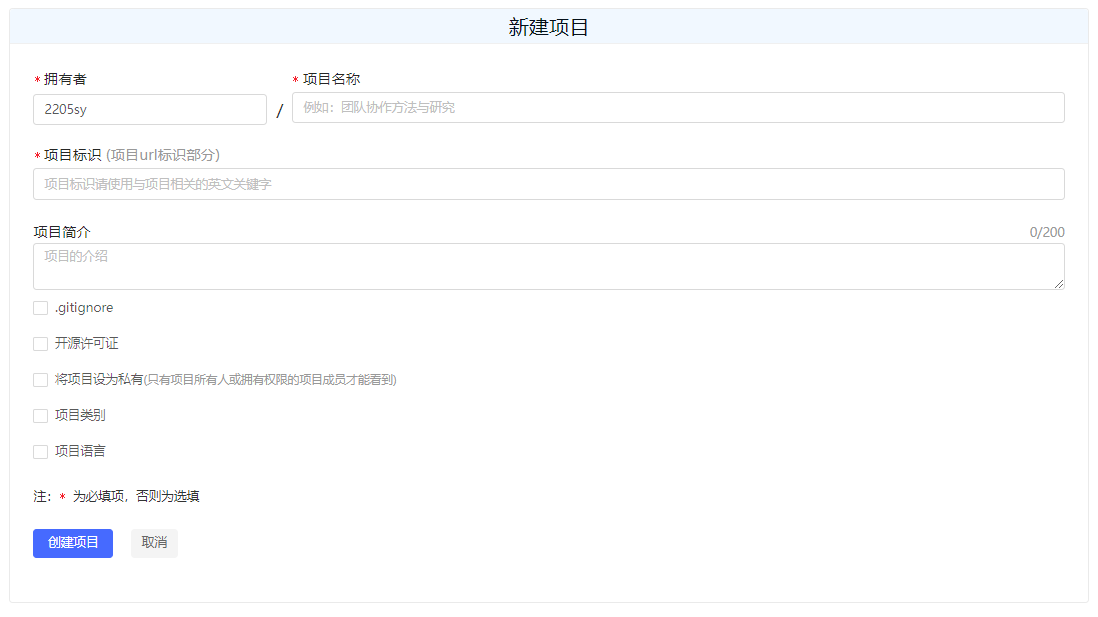 新建项目
* 拥有者
* 项目名称
2205sy
/
例如：团队协作方法与研究
* 项目标识 (项目url标识部分)
项目标识请使用与项目相关的英文关键字
项目简介
0/200
项目的介绍
.gitignore
开源许可证
将项目设为私有(只有项目所有人或拥有权限的项目成员才能看到)
项目类别
项目语言
注：* 为必填项，否则为选填
创建项目
取消